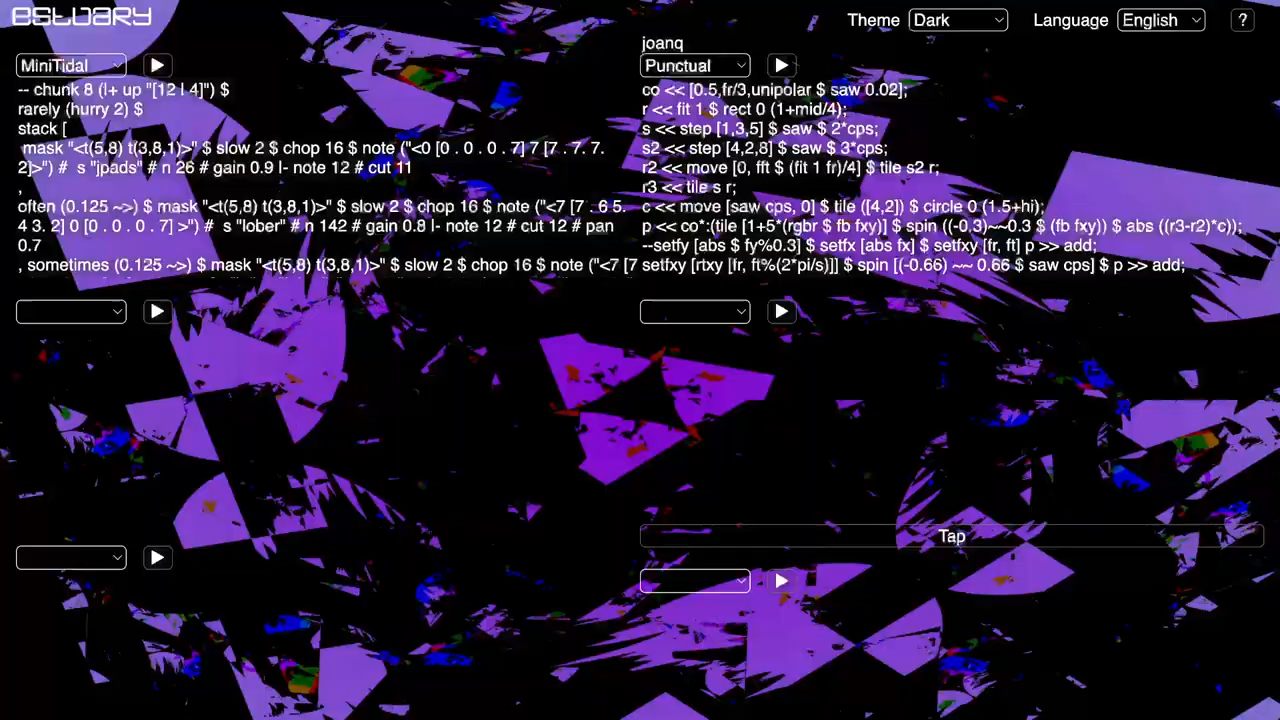 estuary
Theme Dark Language English ?
MiniTidal
-- chunk 8 (|+ up "[12 | 4]") $
rarely (hurry 2) $
stack [
mask "<t(5,8) t(3,8,1)>" $ slow 2 $ chop 16 $ note ("<0 [0 . 0 . 0 . 7] 7 [7 . 7. 7.
2]>") # s "jpads" # n 26 # gain 0.9 |- note 12 # cut 11
,
often (0.125 ~>) $ mask "<t(5,8) t(3,8,1)>" $ slow 2 $ chop 16 $ note ("<7 [7 . 6 5.
4 3. 2] 0 [0 . 0 . 0 . 7] >") # s "lober" # n 142 # gain 0.8 |- note 12 # cut 12 # pan
0.7
, sometimes (0.125 ~>) $ mask "<t(5,8) t(3,8,1)>" $ slow 2 $ chop 16 $ note ("<7 [7
joanq
Punctual
co << [0.5,fr/3,unipolar $ saw 0.02];
r << fit 1 $ rect 0 (1+mid/4);
s << step [1,3,5] $ saw $ 2*cps;
s2 << step [4,2,8] $ saw $ 3*cps;
r2 << move [0, fft $ (fit 1 fr)/4] $ tile s2 r;
r3 << tile s r;
c << move [saw cps, 0] $ tile ([4,2]) $ circle 0 (1.5+hi);
p << co*:(tile [1+5*(rgbr $ fb fxy)] $ spin ((-0.3)~~0.3 $ (fb fxy)) $ abs ((r3-r2)*c));
--setfy [abs $ fy%0.3] $ setfx [abs fx] $ setfxy [fr, ft] p >> add;
setfxy [rtxy [fr, ft%(2*pi/s)]] $ spin [(-0.66) ~~ 0.66 $ saw cps] $ p >> add;
Tap